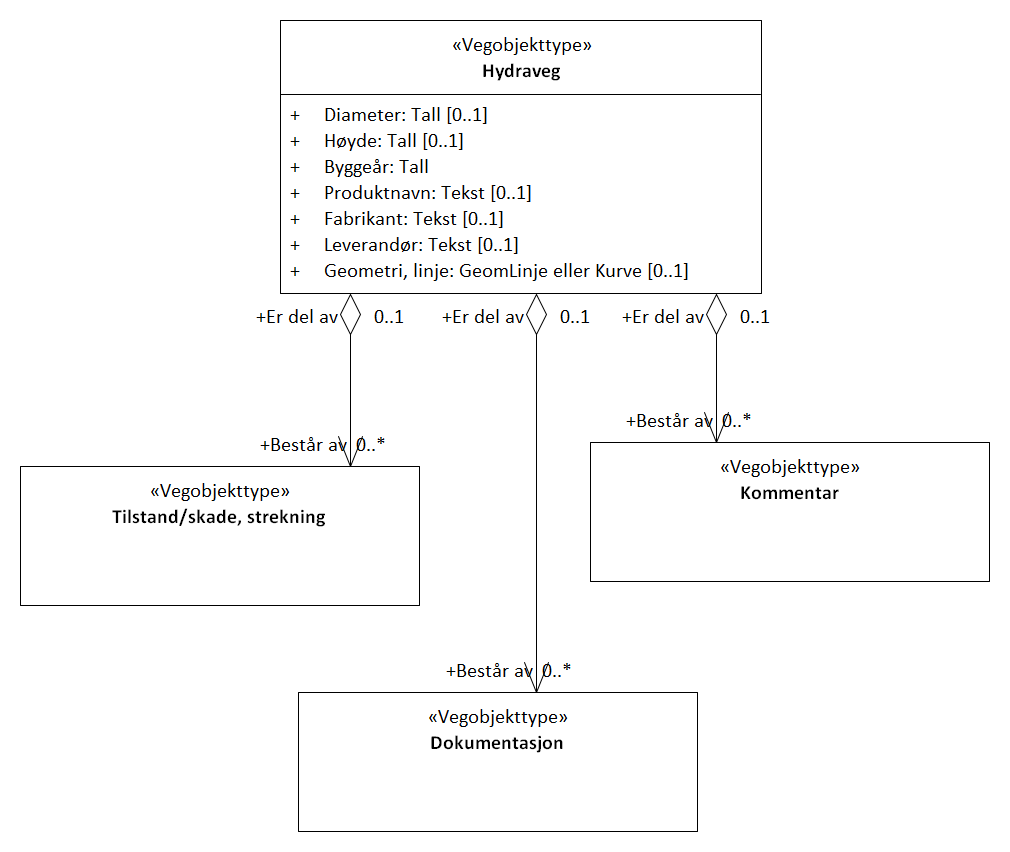 «Vegobjekttype»
Hydraveg
+ Diameter: Tall [0..1]
+ Høyde: Tall [0..1]
+ Byggeår: Tall
+ Produktnavn: Tekst [0..1]
+ Fabrikant: Tekst [0..1]
+ Leverandør: Tekst [0..1]
+ Geometri, linje: GeomLinje eller Kurve [0..1]
+Er del av 0..1 +Er del av 0..1 +Er del av 0..1
+Består av 0..*
«Vegobjekttype»
Kommentar
+Består av 0..*
«Vegobjekttype»
Tilstand/skade, strekning
+Består av 0..*
«Vegobjekttype»
Dokumentasjon